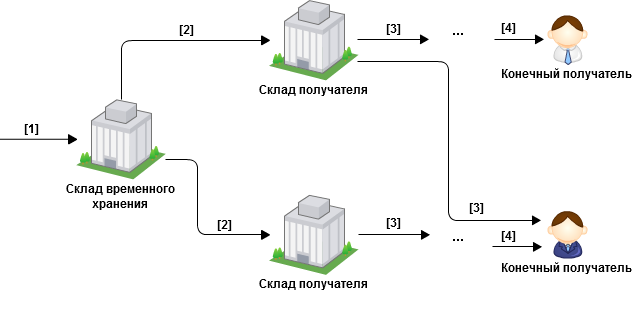 [2]
[3]
...
[4]
Склад получателя
Конечный получатель
[1]
Склад временного
хранения
[3]
[2]
[3]
...
[4]
Склад получателя
Конечный получатель